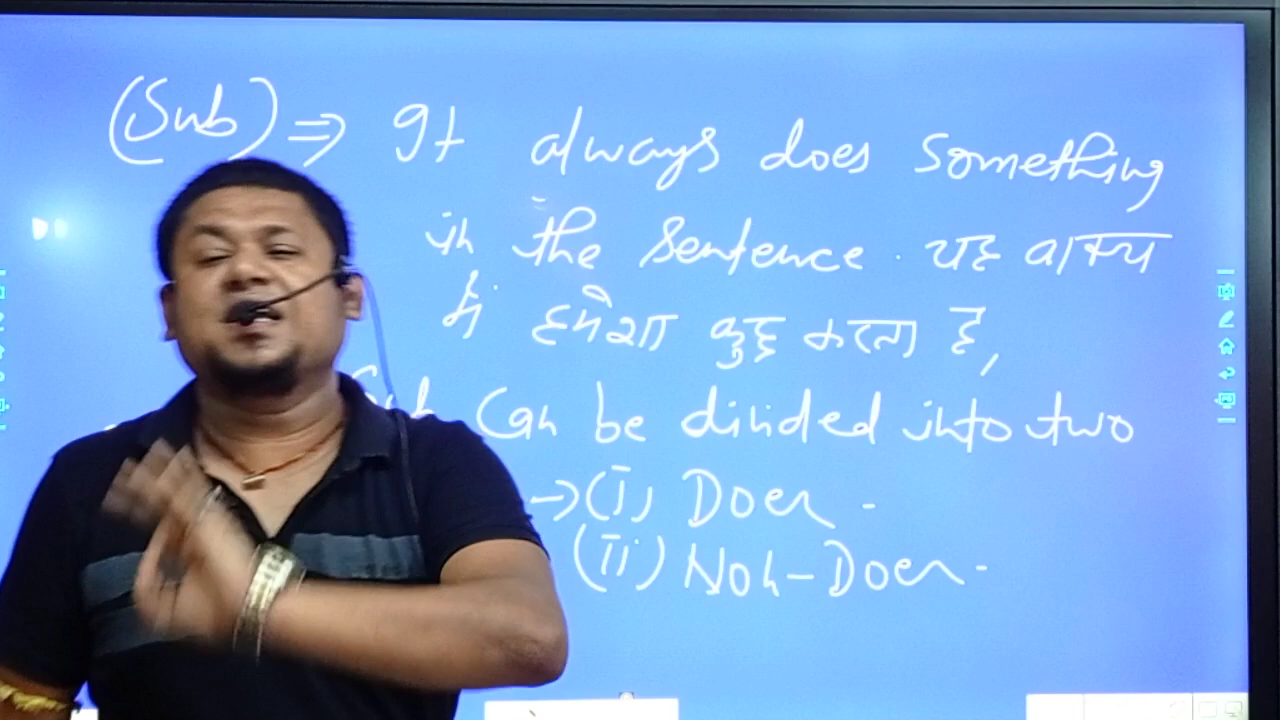 (Sub) ⇒ It always does something
in the sentence. यह वाक्य
में हमेशा कुछ करता है,
Sub Can be divided into two
→ (i) Doer -
(ii) Non-Doer -